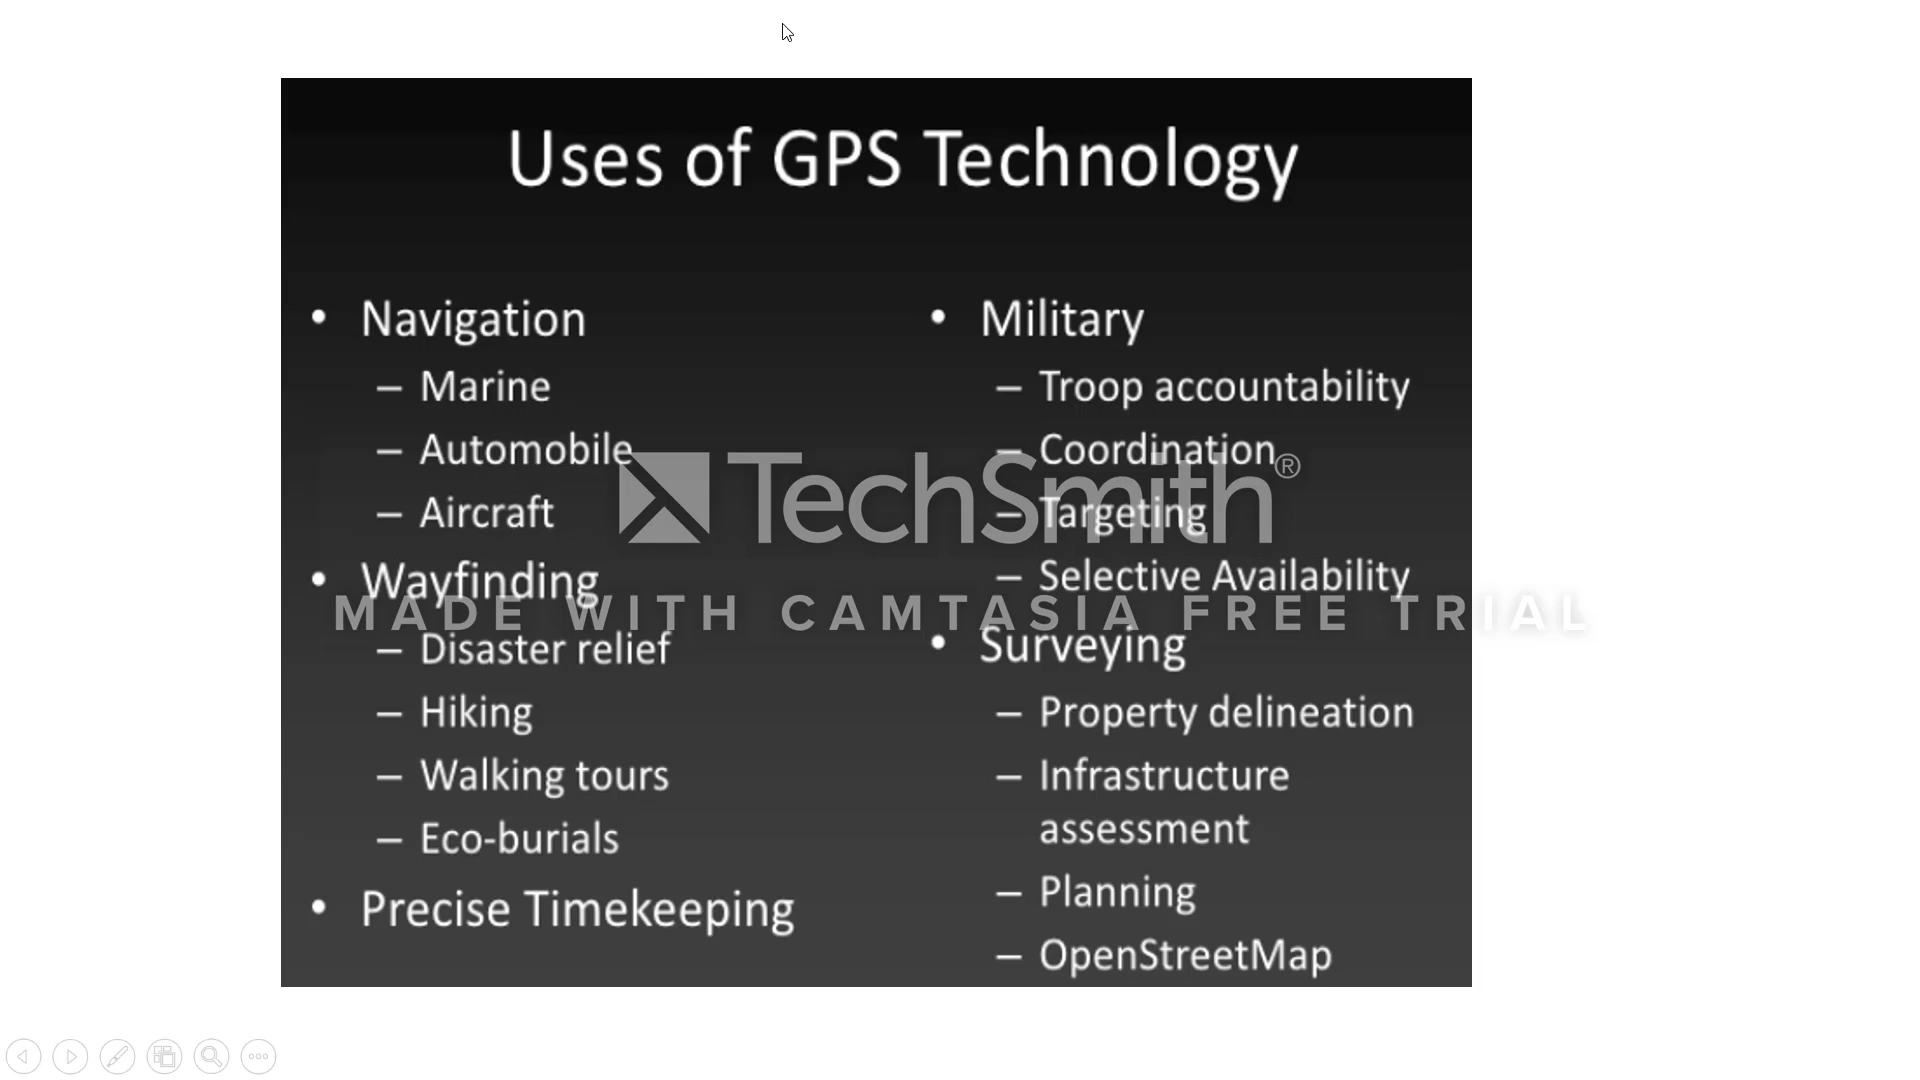 Uses of GPS Technology
• Navigation
– Marine
– Automobile
– Aircraft
• Wayfinding
– Disaster relief
– Hiking
– Walking tours
– Eco-burials
• Precise Timekeeping
• Military
– Troop accountability
– Coordination
– Targeting
– Selective Availability
• Surveying
– Property delineation
– Infrastructure
assessment
– Planning
– OpenStreetMap
TechSmith®
MADE WITH CAMTASIA FREE TRIAL